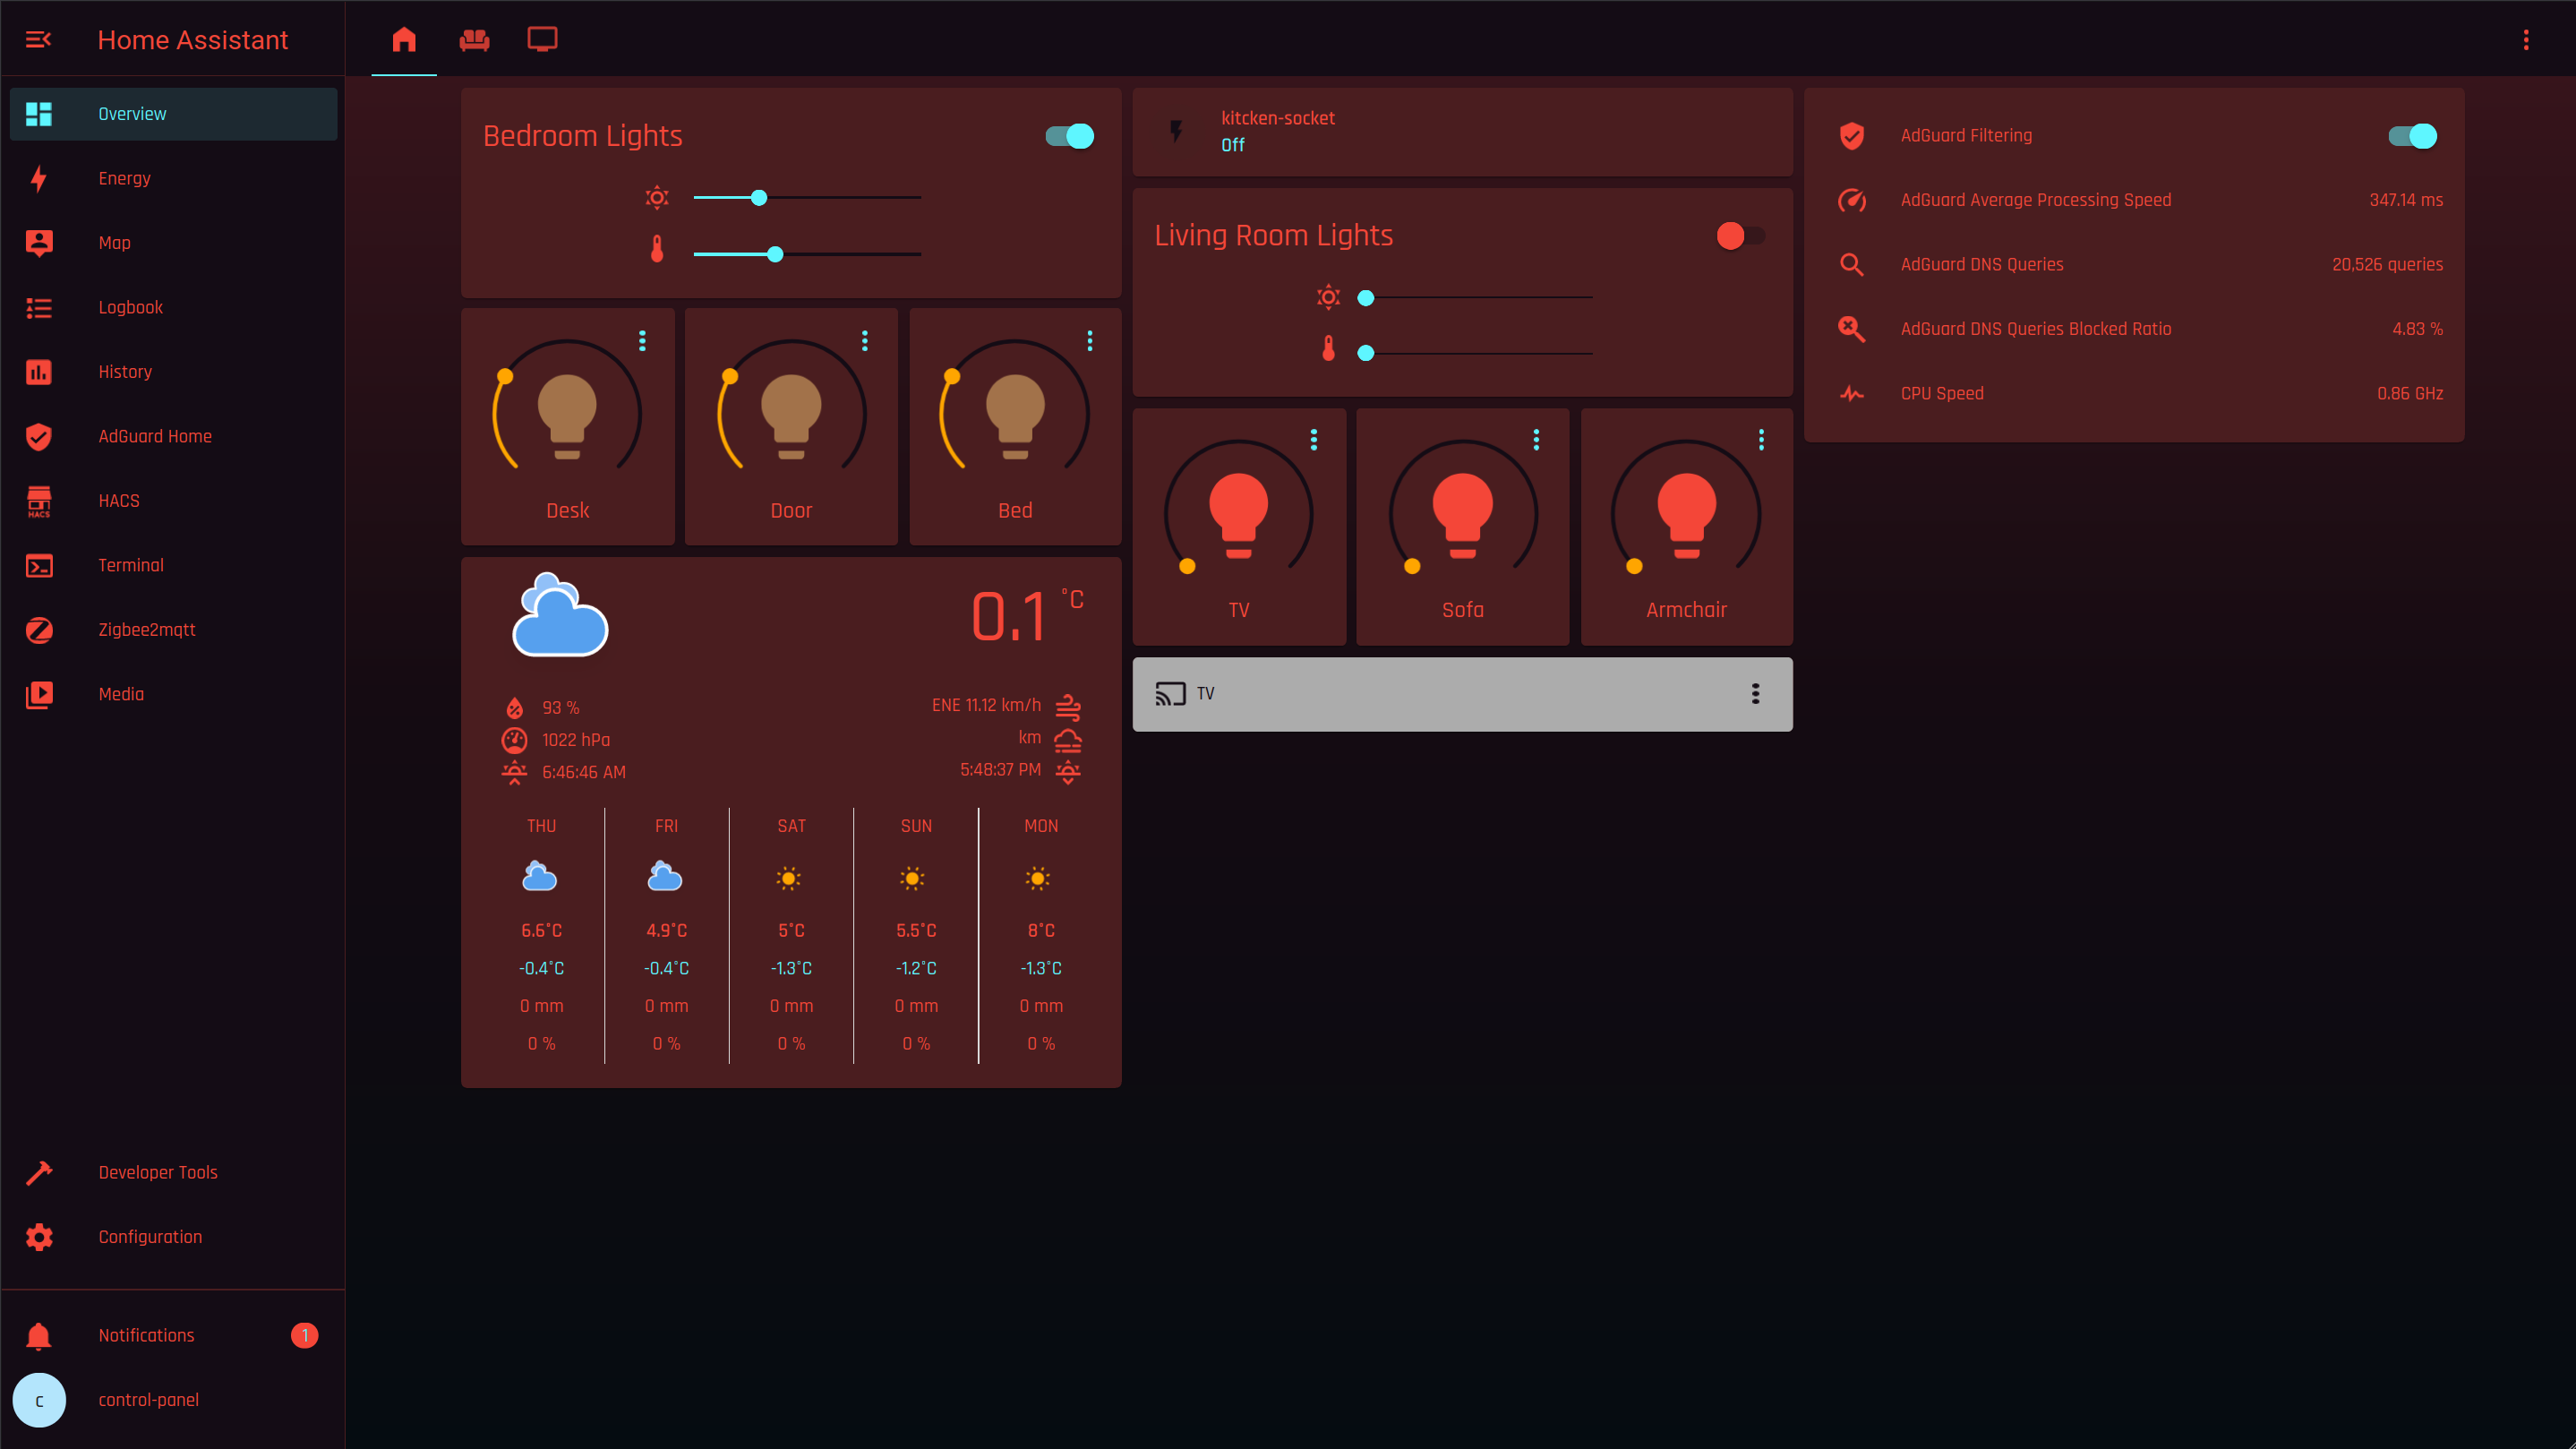 Home Assistant
Overview
Energy
Map
Logbook
History
AdGuard Home
HACS
HACS
Terminal
Zigbee2mqtt
Media
Developer Tools
Configuration
Notifications 1
C control-panel
Bedroom Lights
Desk Door Bed
0.1 °C
93 % ENE 11.12 km/h
1022 hPa km
6:46:46 AM 5:48:37 PM
THU FRI SAT SUN MON
6.6°C 4.9°C 5°C 5.5°C 8°C
-0.4°C -0.4°C -1.3°C -1.2°C -1.3°C
0 mm 0 mm 0 mm 0 mm 0 mm
0 % 0 % 0 % 0 % 0 %
kitcken-socket
Off
Living Room Lights
TV Sofa Armchair
TV
AdGuard Filtering
AdGuard Average Processing Speed 347.14 ms
AdGuard DNS Queries 20,526 queries
AdGuard DNS Queries Blocked Ratio 4.83 %
CPU Speed 0.86 GHz